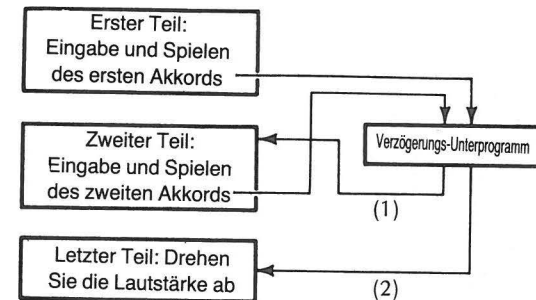 Erster Teil:
Eingabe und Spielen
des ersten Akkords
Zweiter Teil:
Eingabe und Spielen
des zweiten Akkords
Verzögerungs-Unterprogramm
(1)
Letzter Teil: Drehen
Sie die Lautstärke ab
(2)